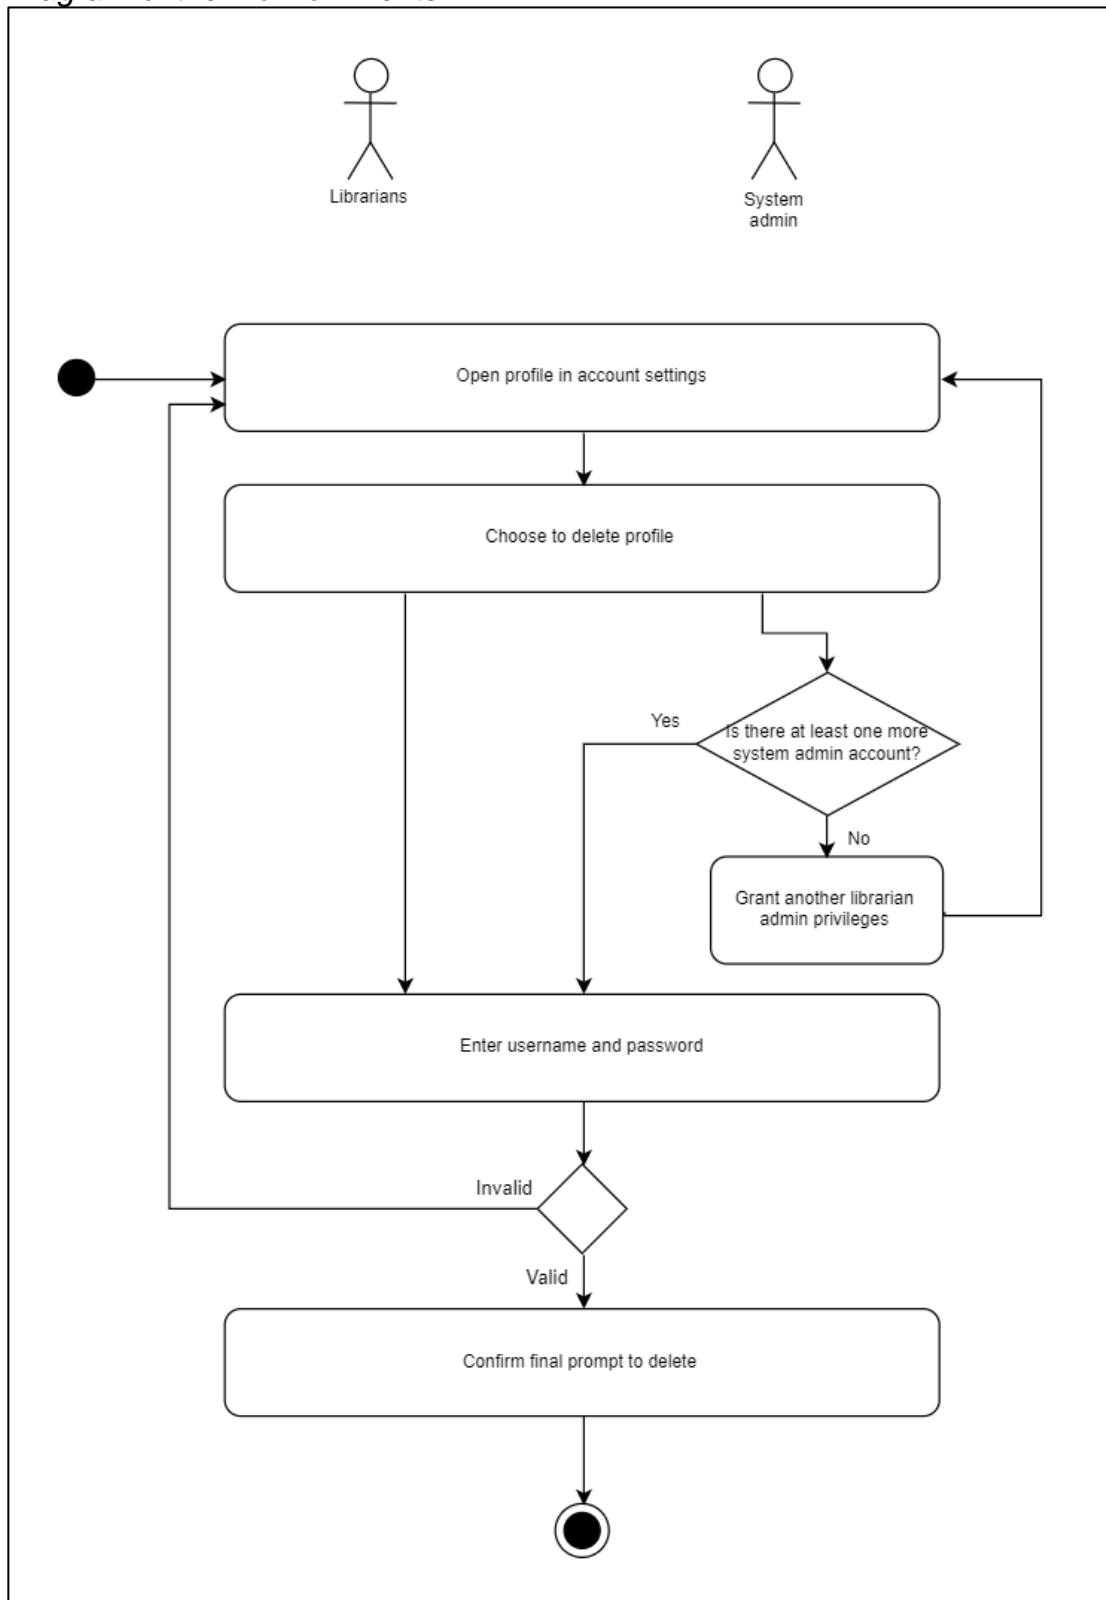 Librarians
System
admin
Open profile in account settings
Choose to delete profile
Yes
Is there at least one more
system admin account?
No
Grant another librarian
admin privileges
Enter username and password
Invalid
Valid
Confirm final prompt to delete